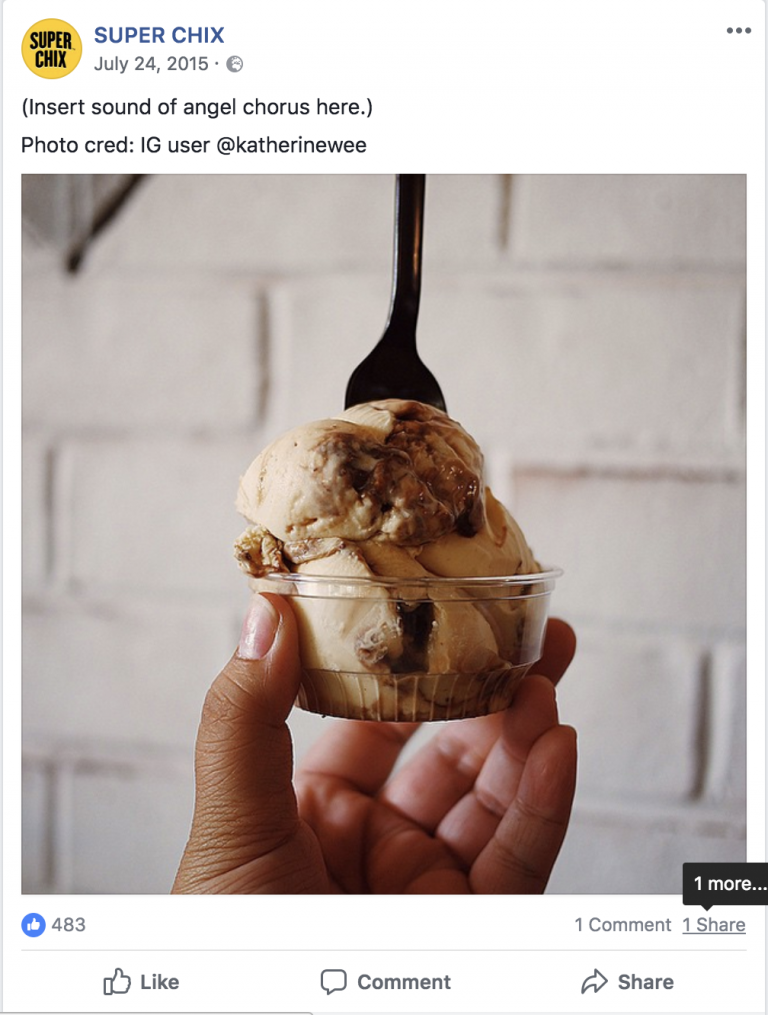 SUPER
CHIX
SUPER CHIX
July 24, 2015 ·
(Insert sound of angel chorus here.)
Photo cred: IG user @katherinewee
1 more...
483
1 Comment 1 Share
Like Comment Share